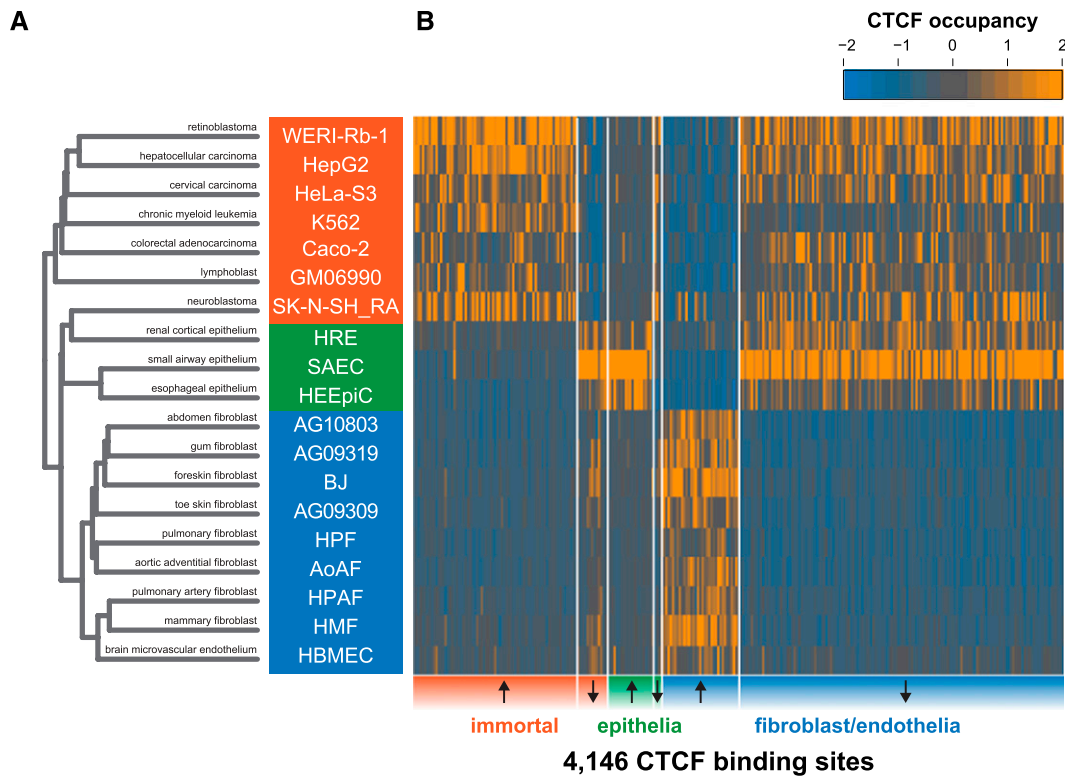 A
B
CTCF occupancy
−2 −1 0 1 2
retinoblastoma WERI-Rb-1
hepatocellular carcinoma HepG2
cervical carcinoma HeLa-S3
chronic myeloid leukemia K562
colorectal adenocarcinoma Caco-2
lymphoblast GM06990
neuroblastoma SK-N-SH_RA
renal cortical epithelium HRE
small airway epithelium SAEC
esophageal epithelium HEEpiC
abdomen fibroblast AG10803
gum fibroblast AG09319
foreskin fibroblast BJ
toe skin fibroblast AG09309
pulmonary fibroblast HPF
aortic adventitial fibroblast AoAF
pulmonary artery fibroblast HPAF
mammary fibroblast HMF
brain microvascular endothelium HBMEC
immortal epithelia fibroblast/endothelia
4,146 CTCF binding sites